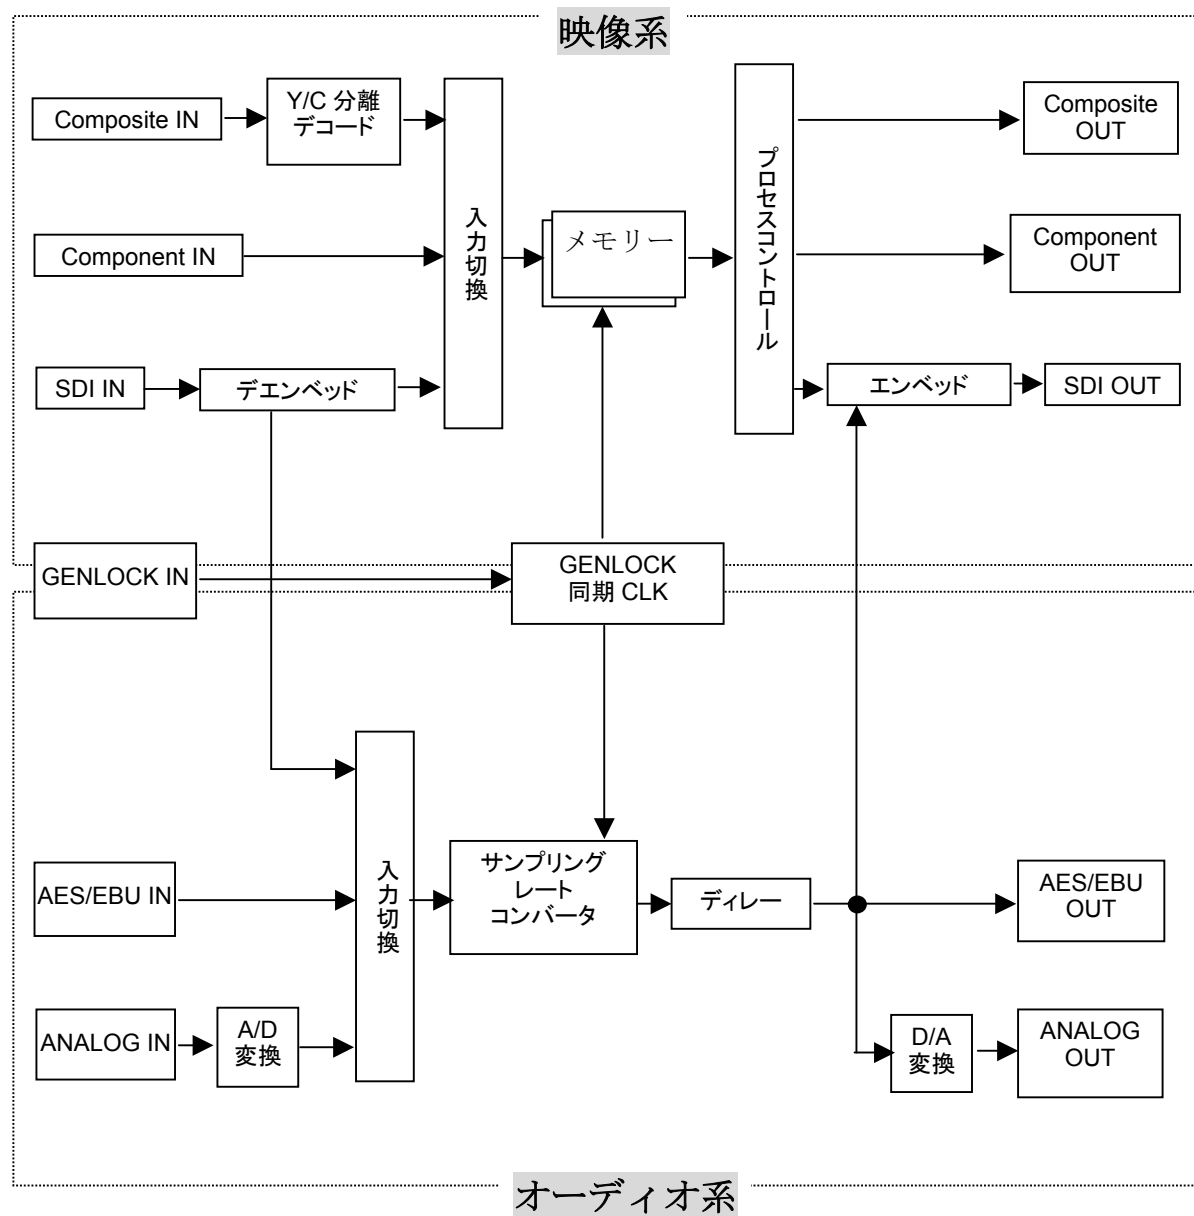 映像系
Composite IN
Y/C 分離
デコード
Component IN
SDI IN
デエンベッド
入力切換
メモリー
プロセスコントロール
Composite
OUT
Component
OUT
エンベッド
SDI OUT
GENLOCK IN
GENLOCK
同期 CLK
AES/EBU IN
ANALOG IN
A/D
変換
入力切換
サンプリング
レート
コンバータ
ディレー
AES/EBU
OUT
D/A
変換
ANALOG
OUT
オーディオ系